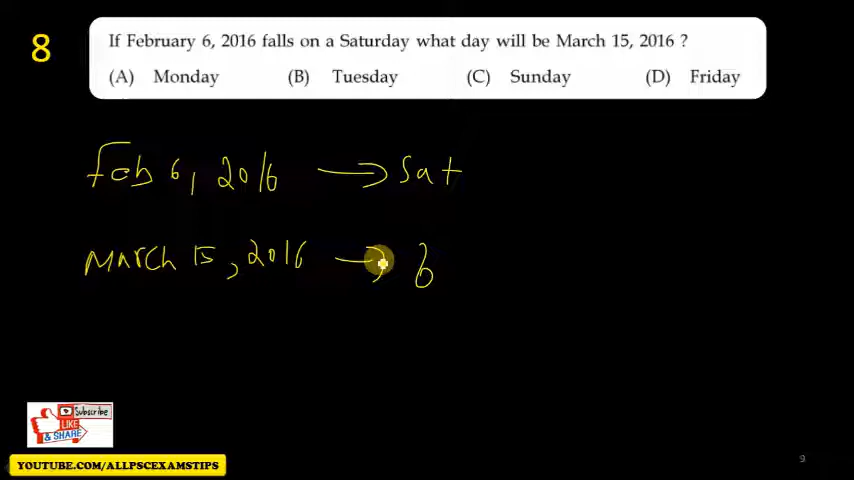 8
If February 6, 2016 falls on a Saturday what day will be March 15, 2016 ?
(A) Monday (B) Tuesday (C) Sunday (D) Friday
Feb 6, 2016 → Sat
March 15, 2016 → 6
Subscribe
LIKE
& SHARE
YOUTUBE.COM/ALLPSCEXAMSTIPS
9